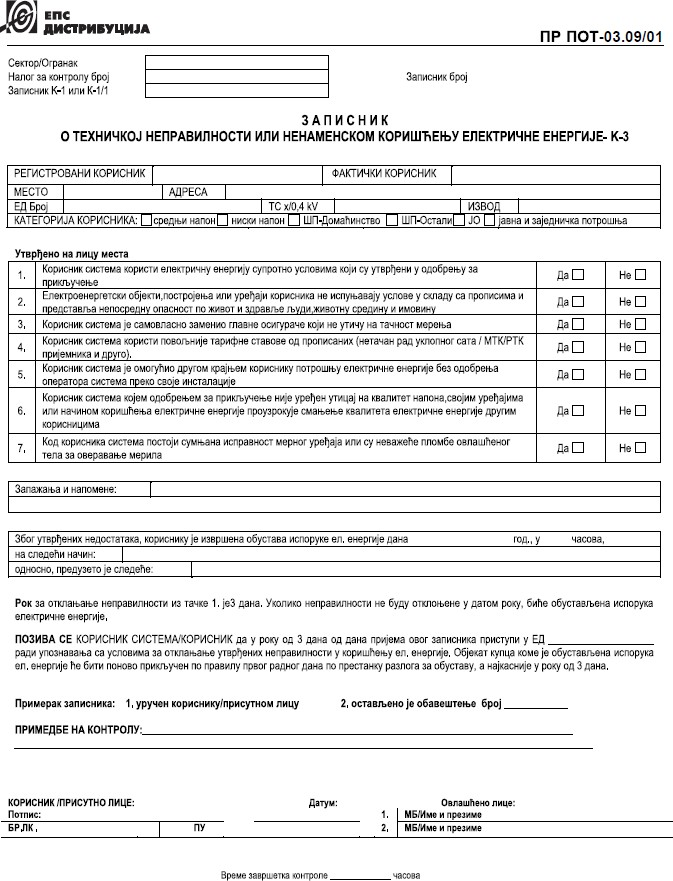 ЕПС
ДИСТРИБУЦИЈА
ПР ПОТ-03.09/01
Сектор/Огранак
Налог за контролу број
Записник број
Записник K-1 или K-1/1
З А П И С Н И К
О ТЕХНИЧКОЈ НЕПРАВИЛНОСТИ ИЛИ НЕНАМЕНСКОМ КОРИШЋЕЊУ ЕЛЕКТРИЧНЕ ЕНЕРГИЈЕ- K-3
РЕГИСТРОВАНИ КОРИСНИК ФАКТИЧКИ КОРИСНИК
МЕСТО АДРЕСА
ЕД Број ТС x/0,4 kV ИЗВОД
КАТЕГОРИЈА КОРИСНИКА: средњи напон ниски напон ШП-Домаћинство ШП-Остали ЈО јавна и заједничка потрошња
Утврђено на лицу места
1. Корисник система користи електричну енергију супротно условима који су утврђени у одобрењу за
прикључење Да Не
2. Електроенергетски објекти,постројења или уређаји корисника не испуњавају услове у складу са прописима и
представља непосредну опасност по живот и здравље људи,животну средину и имовину Да Не
3, Корисник система је самовласно заменио главне осигураче који не утичу на тачност мерења Да Не
4, Корисник система користи повољније тарифне ставове од прописаних (нетачан рад уклопног сата / МТК/РТК
пријемника и друго). Да Не
5. Корисник система је омогућио другом крајњем кориснику потрошњу електричне енергије без одобрења
оператора система преко своје инсталације Да Не
6. Корисник система којем одобрењем за прикључење није уређен утицај на квалитет напона,својим уређајима
или начином коришћења електричне енергије проузрокује смањење квалитета електричне енергије другим
корисницима Да Не
7, Код корисника система постоји сумњана исправност мерног уређаја или су неважеће пломбе овлашћеног
тела за оверавање мерила Да Не
Запажања и напомене:
Због утврђених недостатака, кориснику је извршена обустава испоруке ел. енергије дана год., у часова,
на следећи начин:
односно, предузето је следеће:
Рок за отклањање неправилности из тачке 1. је3 дана. Уколико неправилности не буду отклоњене у датом року, биће обустављена испорука
електричне енергије,
ПОЗИВА СЕ КОРИСНИК СИСТЕМА/КОРИСНИК да у року од 3 дана од дана пријема овог записника приступи у ЕД ____
ради упознавања са условима за отклањање утврђених неправилности у коришћењу ел, енергије, Објекат купца коме је обустављена испорука
ел, енергије ће бити поново прикључен по правилу првог радног дана по престанку разлога за обуставу, а најкасније у року од 3 дана.
Примерак записника: 1, уручен кориснику/присутном лицу 2, остављено је обавештење број ____
ПРИМЕДБЕ НА КОНТРОЛУ:____
КОРИСНИК /ПРИСУТНО ЛИЦЕ: Датум: Овлашћено лице:
Потпис: 1. МБ/Име и презиме
БР,ЛК , ПУ 2, МБ/Име и презиме
Време завршетка контроле ____ часова